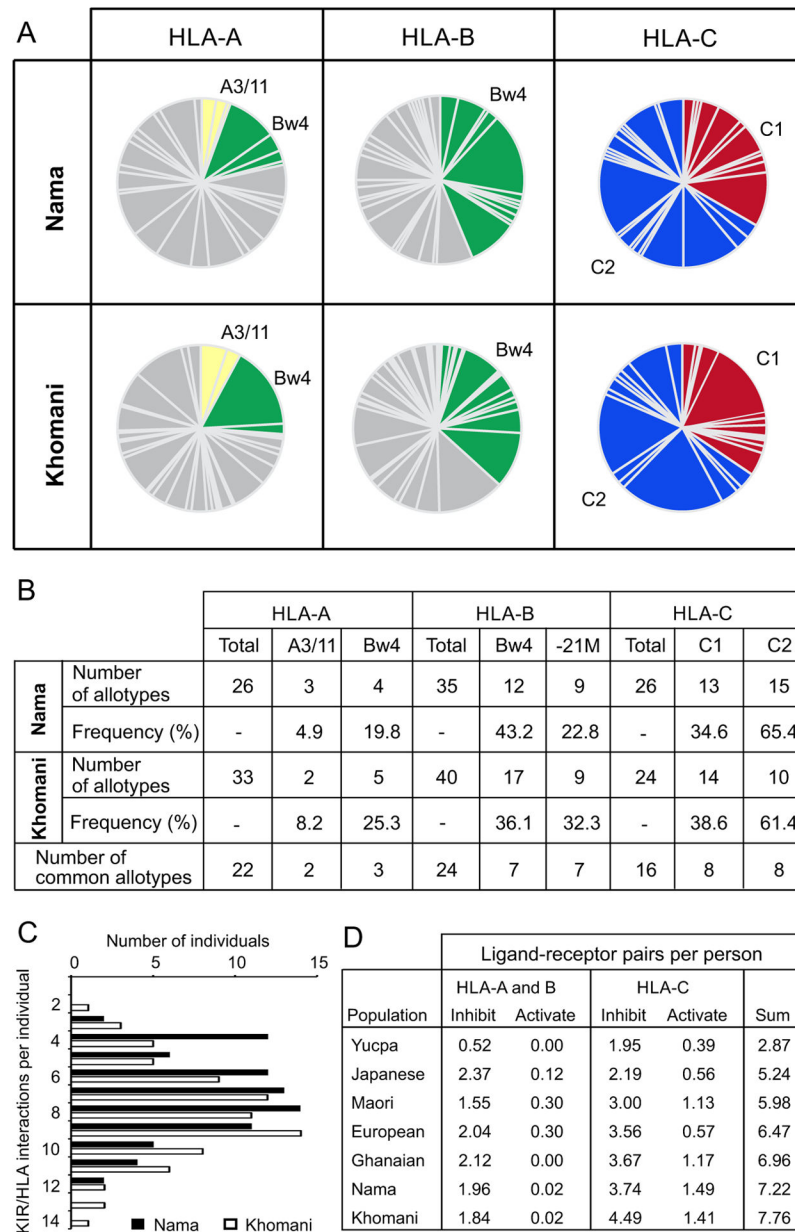 A
HLA-A HLA-B HLA-C
Nama
A3/11
Bw4
Bw4
C1
C2
Khomani
A3/11
Bw4
Bw4
C1
C2
B
HLA-A HLA-B HLA-C
Total A3/11 Bw4 Total Bw4 -21M Total C1 C2
Nama
Number
of allotypes 26 3 4 35 12 9 26 13 15
Frequency (%) - 4.9 19.8 - 43.2 22.8 - 34.6 65.4
Khomani
Number
of allotypes 33 2 5 40 17 9 24 14 10
Frequency (%) - 8.2 25.3 - 36.1 32.3 - 38.6 61.4
Number of
common allotypes 22 2 3 24 7 7 16 8 8
C
Number of individuals
0 5 10 15
KIR/HLA interactions per individual
2
4
6
8
10
12
14
Nama Khomani
D
Ligand-receptor pairs per person
HLA-A and B HLA-C
Population Inhibit Activate Inhibit Activate Sum
Yucpa 0.52 0.00 1.95 0.39 2.87
Japanese 2.37 0.12 2.19 0.56 5.24
Maori 1.55 0.30 3.00 1.13 5.98
European 2.04 0.30 3.56 0.57 6.47
Ghanaian 2.12 0.00 3.67 1.17 6.96
Nama 1.96 0.02 3.74 1.49 7.22
Khomani 1.84 0.02 4.49 1.41 7.76